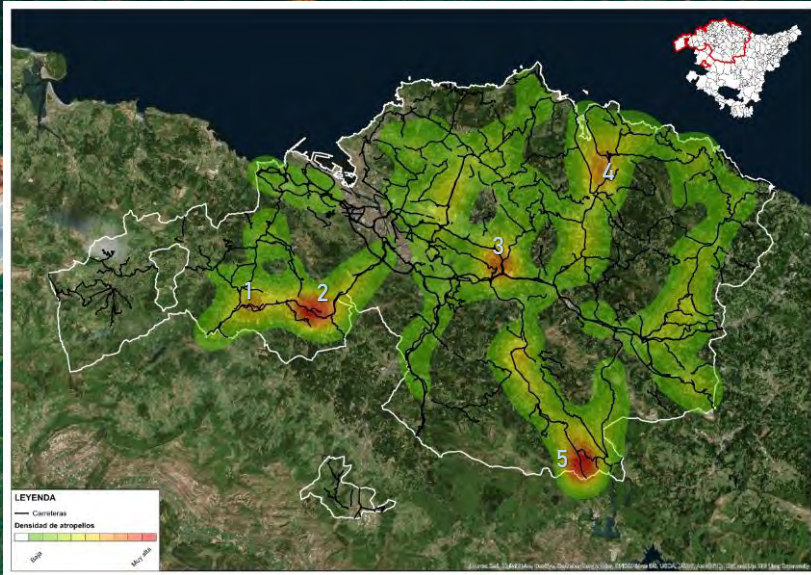 4
3
1
2
5
LEYENDA
Carreteras
Densidad de atropellos
Baja
Muy alta